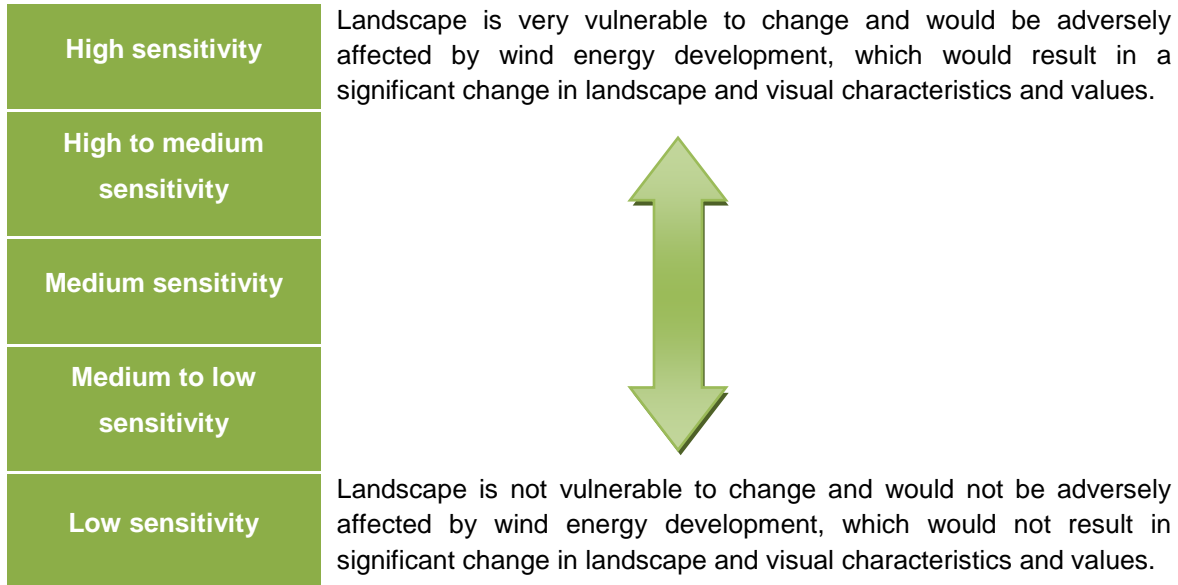 High sensitivity
Landscape is very vulnerable to change and would be adversely
affected by wind energy development, which would result in a
significant change in landscape and visual characteristics and values.
High to medium
sensitivity
Medium sensitivity
Medium to low
sensitivity
Low sensitivity
Landscape is not vulnerable to change and would not be adversely
affected by wind energy development, which would not result in
significant change in landscape and visual characteristics and values.